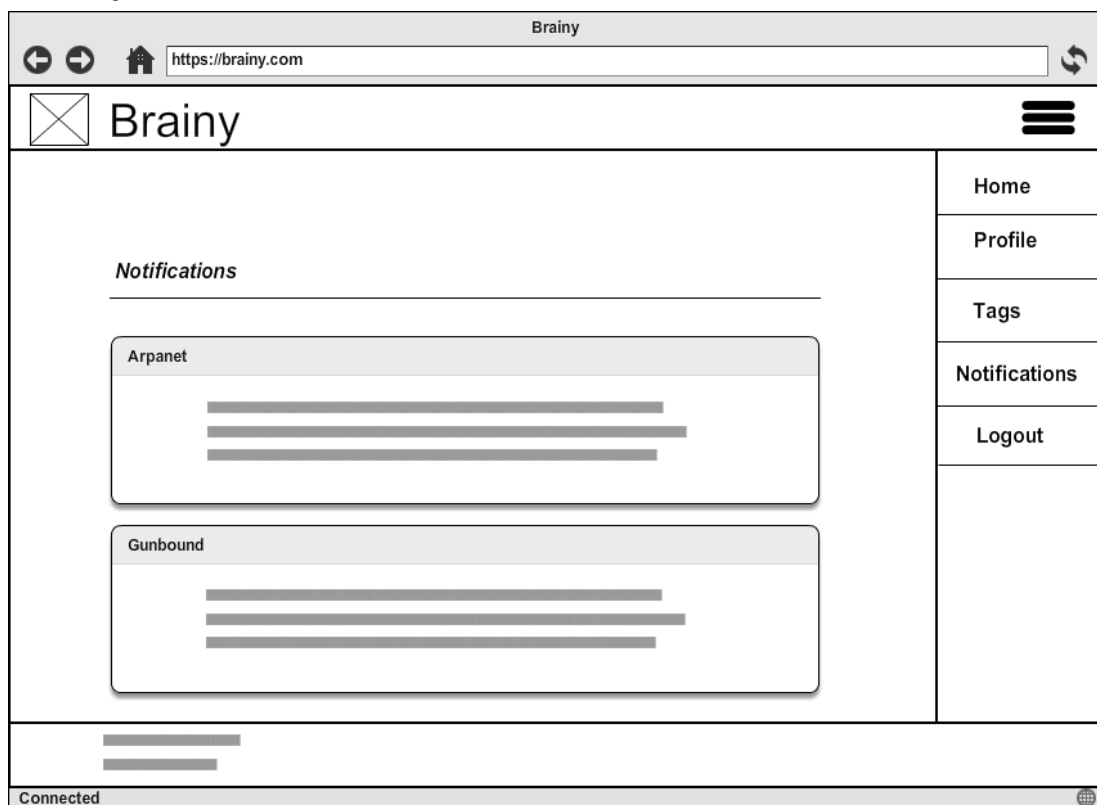 Brainy
https://brainy.com
Brainy
Home
Profile
Tags
Notifications
Logout
Notifications
Arpanet
Gunbound
Connected